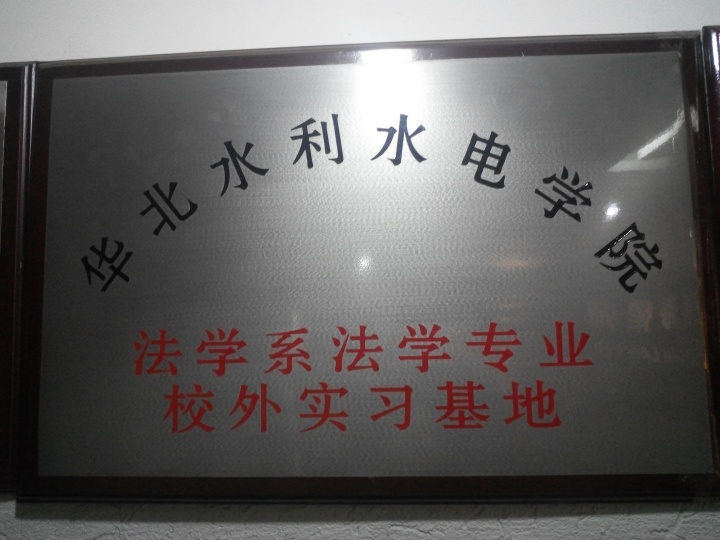 华北水利水电学院
法学系法学专业
校外实习基地